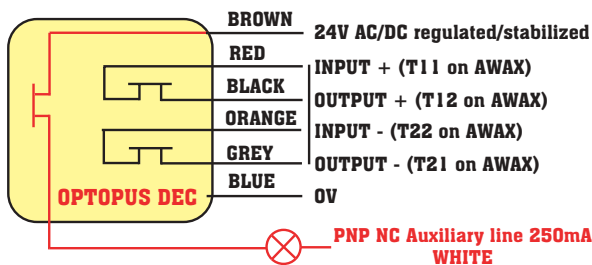 BROWN 24V AC/DC regulated/stabilized
RED INPUT + (T11 on AWAX)
BLACK OUTPUT + (T12 on AWAX)
ORANGE INPUT - (T22 on AWAX)
GREY OUTPUT - (T21 on AWAX)
OPTOPUS DEC BLUE 0V
PNP NC Auxiliary line 250mA
WHITE